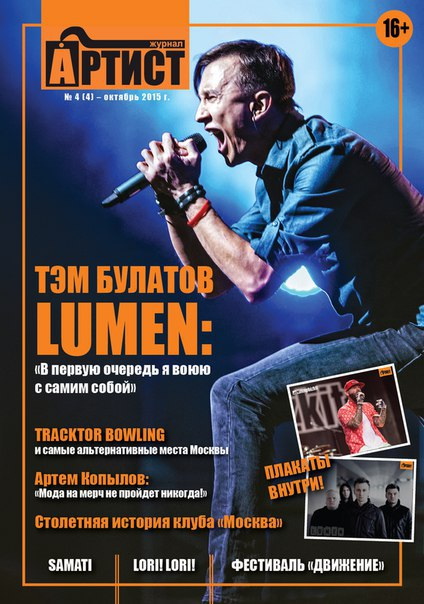 16+
журнал
АРТИСТ
№ 4 (4) – октябрь 2015 г.
ТЭМ БУЛАТОВ
LUMEN:
«В первую очередь я воюю
с самим собой»
TRACKTOR BOWLING
и самые альтернативные места Москвы
Артем Копылов:
«Мода на мерч не пройдет никогда!»
Столетняя история клуба «Москва»
ПЛАКАТЫ
ВНУТРИ!
SAMATI
LORI! LORI!
ФЕСТИВАЛЬ «ДВИЖЕНИЕ»